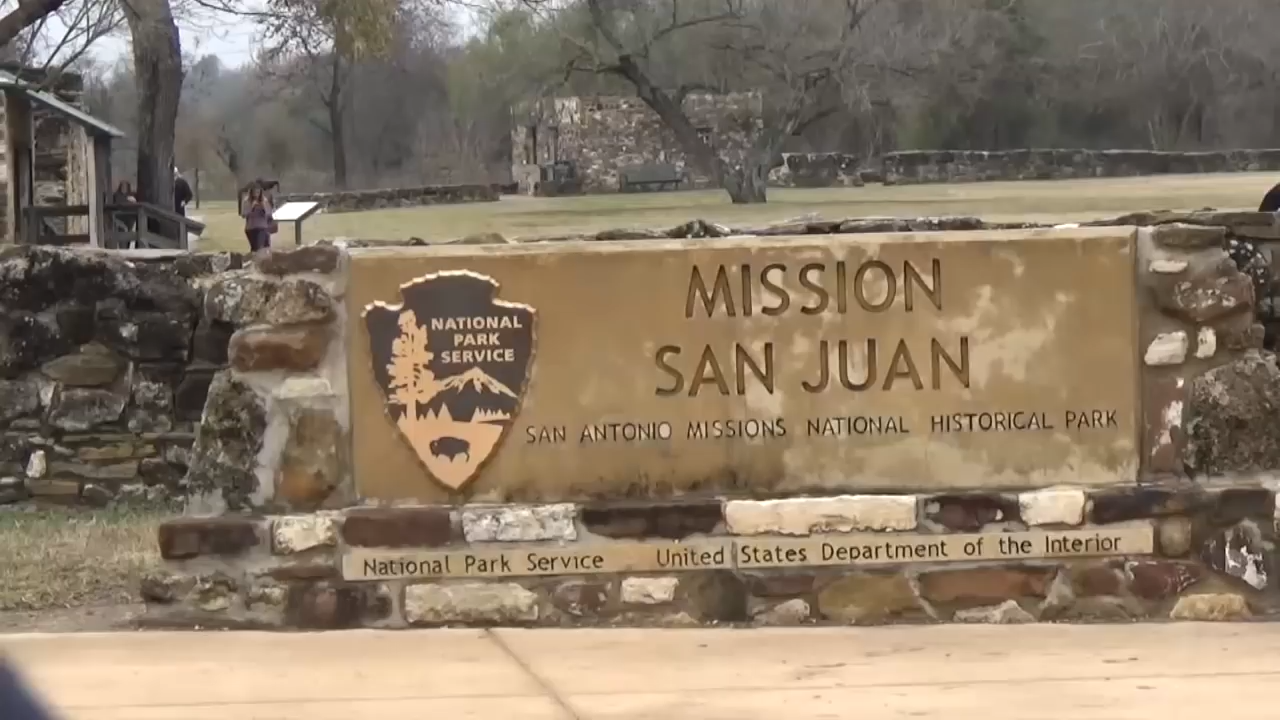 NATIONAL
PARK
SERVICE
MISSION
SAN JUAN
SAN ANTONIO MISSIONS NATIONAL HISTORICAL PARK
National Park Service United States Department of the Interior